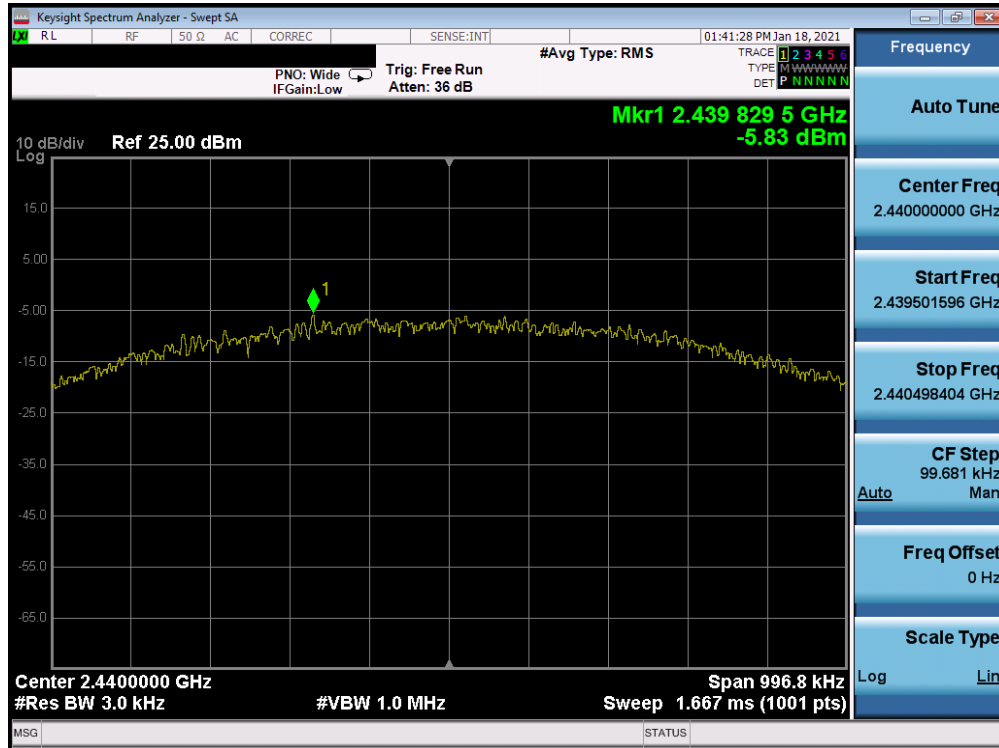 Keysight Spectrum Analyzer - Swept SA
LXI RL RF 50 Ω AC CORREC SENSE:INT 01:41:28 PM Jan 18, 2021
Frequency
#Avg Type: RMS TRACE 1 2 3 4 5 6
PNO: Wide Trig: Free Run TYPE M WWWWW
IFGain:Low Atten: 36 dB DET P N N N N N
Auto Tune
Mkr1 2.439 829 5 GHz
-5.83 dBm
10 dB/div Ref 25.00 dBm
Log
Center Freq
2.440000000 GHz
15.0
5.00
Start Freq
2.439501596 GHz
1
-5.00
-15.0
Stop Freq
2.440498404 GHz
-25.0
-35.0
CF Step
99.681 kHz
Auto Man
-45.0
-55.0
Freq Offset
0 Hz
-65.0
Scale Type
Log Lin
Center 2.4400000 GHz Span 996.8 kHz
#Res BW 3.0 kHz #VBW 1.0 MHz Sweep 1.667 ms (1001 pts)
MSG STATUS